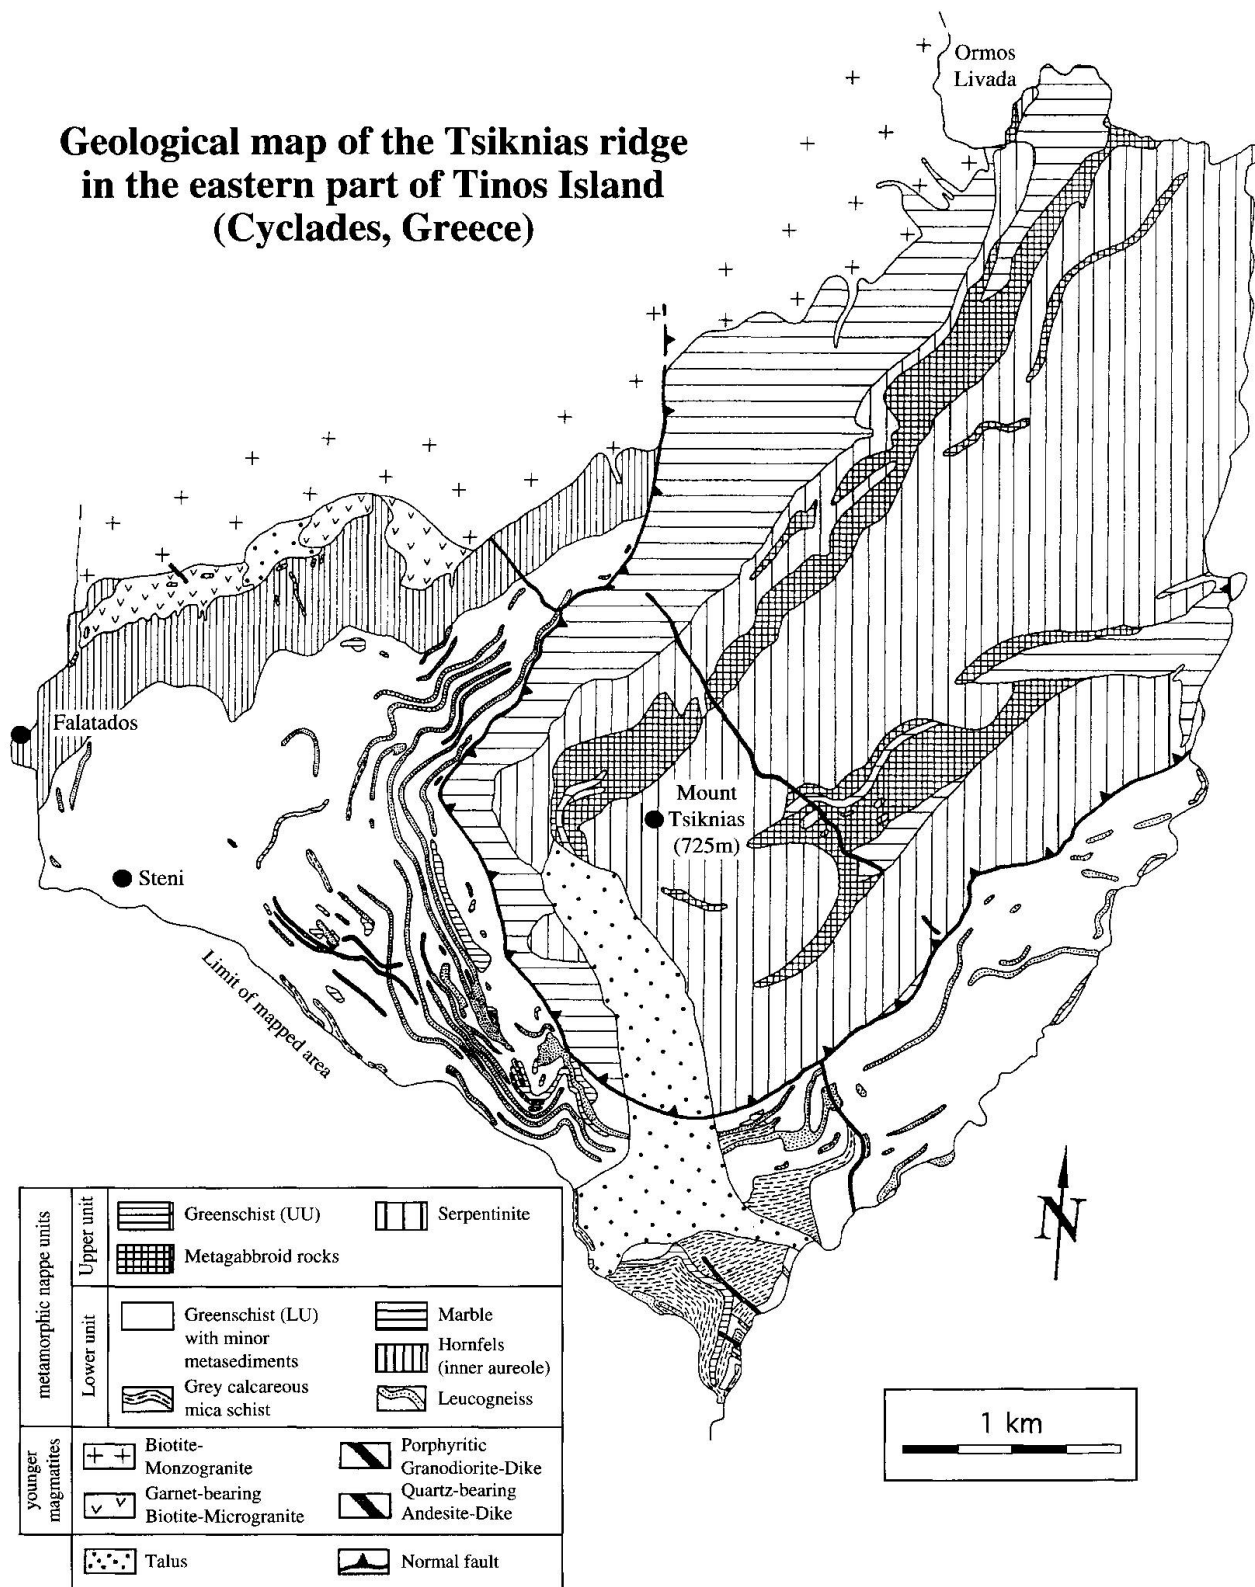 Geological map of the Tsiknias ridge
in the eastern part of Tinos Island
(Cyclades, Greece)
Ormos
Livada
Falatados
Steni
Mount
Tsiknias
(725m)
Limit of mapped area
N
metamorphic nappe units
Upper unit
Greenschist (UU)
Serpentinite
Metagabbroid rocks
Lower unit
Greenschist (LU)
with minor
metasediments
Marble
Hornfels
(inner aureole)
Grey calcareous
mica schist
Leucogneiss
younger
magmatites
Biotite-
Monzogranite
Porphyritic
Granodiorite-Dike
Garnet-bearing
Biotite-Microgranite
Quartz-bearing
Andesite-Dike
Talus
Normal fault
1 km